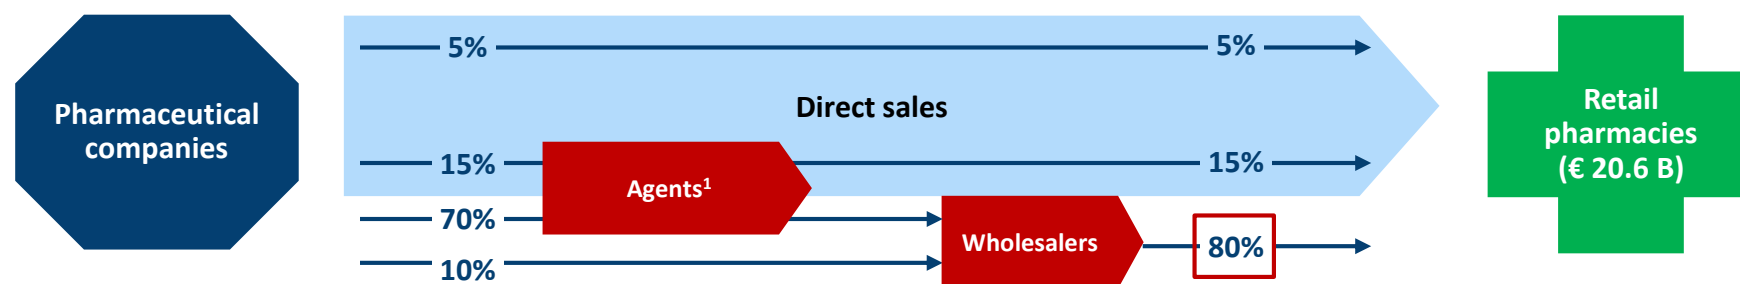 Pharmaceutical
companies
5%
5%
Direct sales
15%
15%
Agents¹
70%
10%
Wholesalers
80%
Retail
pharmacies
(€ 20.6 B)